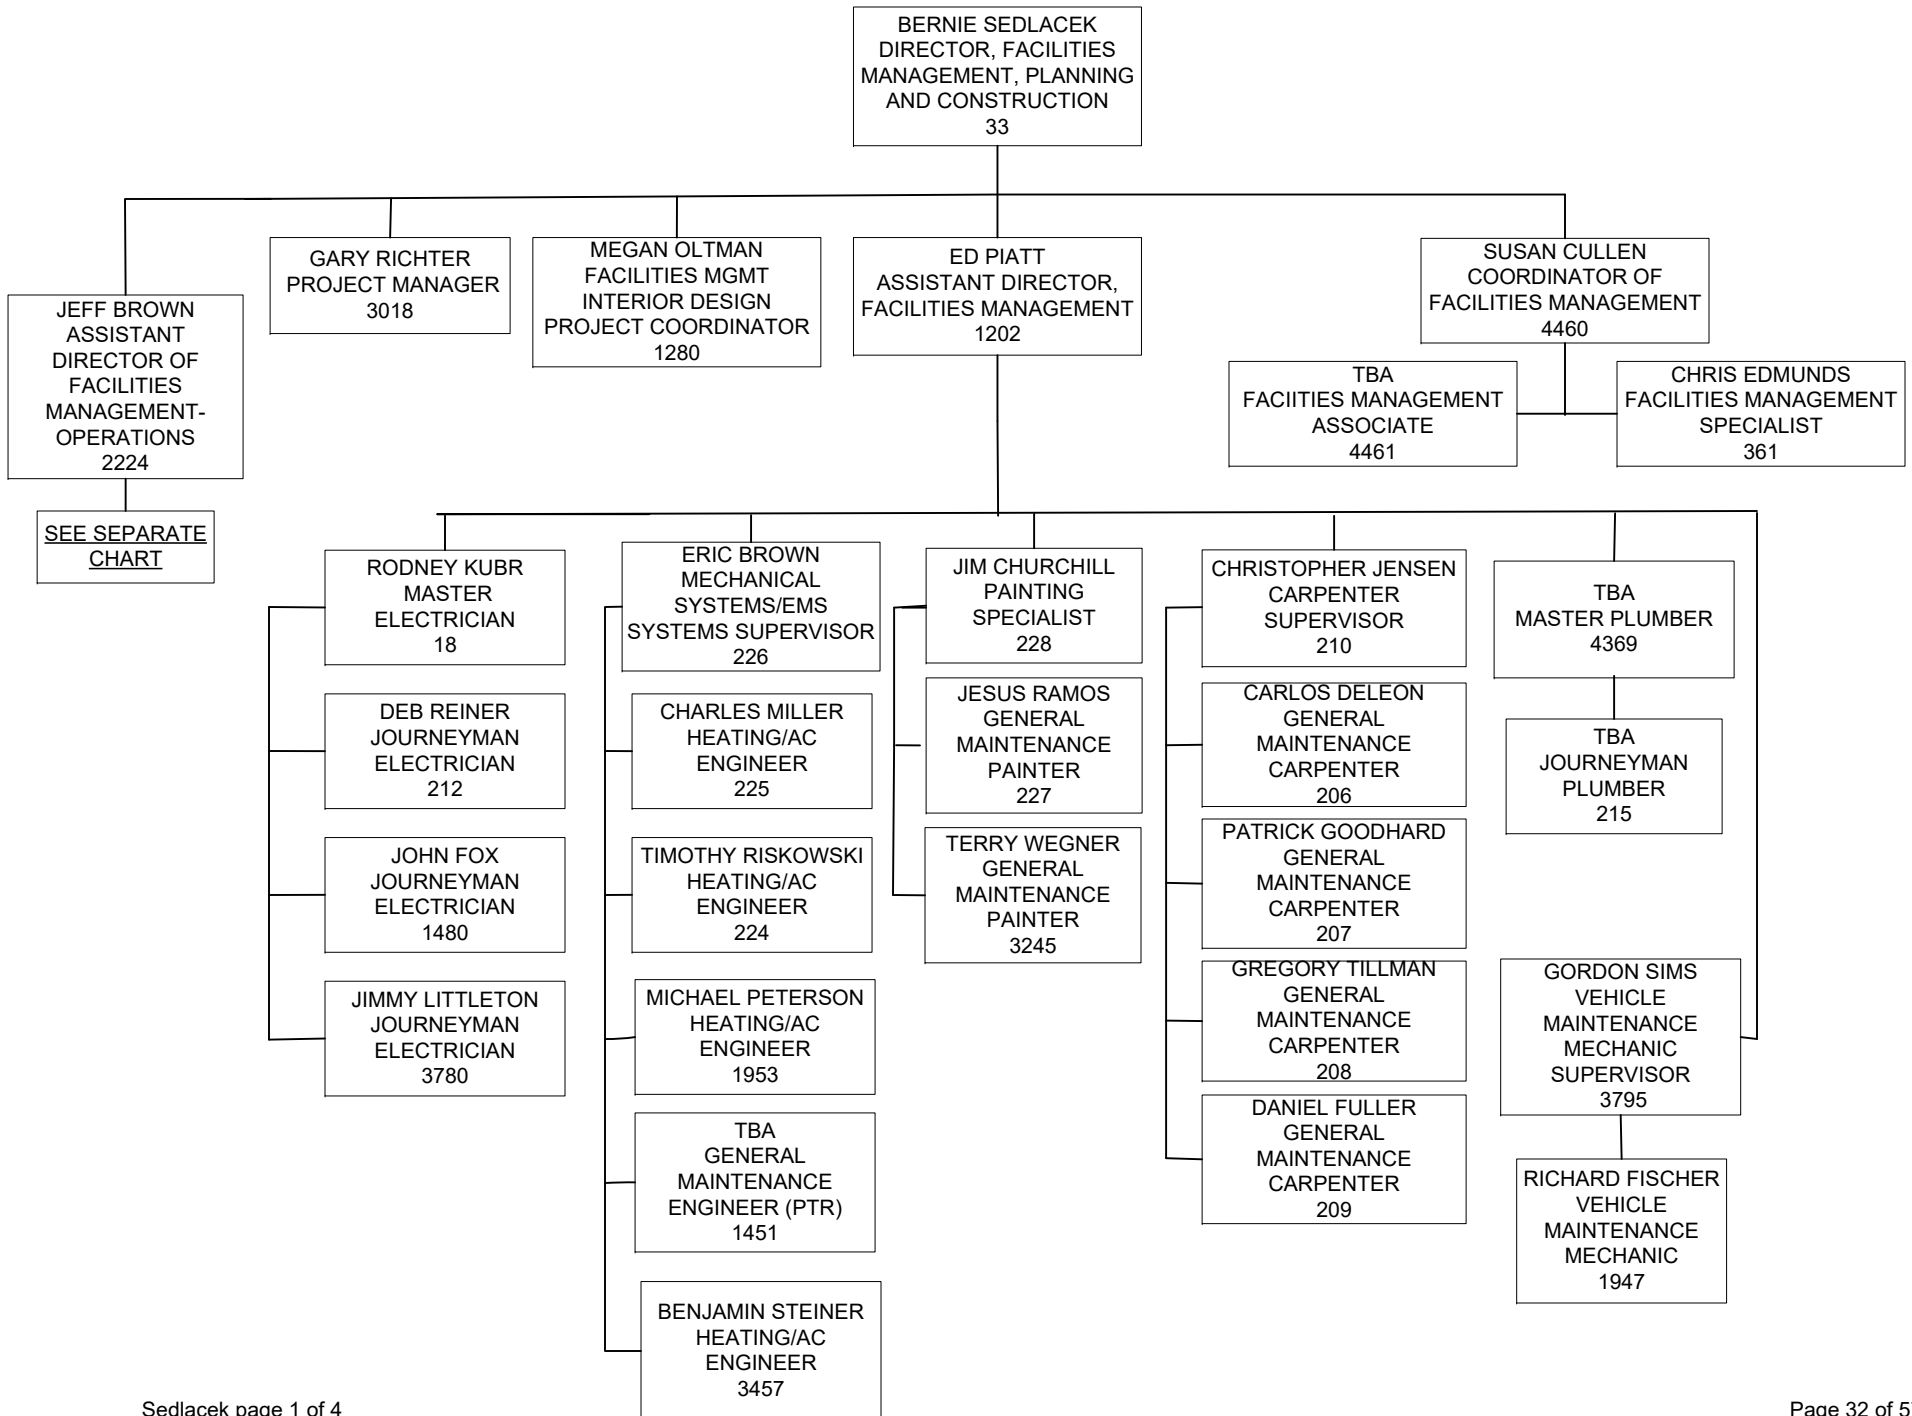 BERNIE SEDLACEK
DIRECTOR, FACILITIES
MANAGEMENT, PLANNING
AND CONSTRUCTION
33
JEFF BROWN
ASSISTANT
DIRECTOR OF
FACILITIES
MANAGEMENT-
OPERATIONS
2224
SEE SEPARATE
CHART
GARY RICHTER
PROJECT MANAGER
3018
MEGAN OLTMAN
FACILITIES MGMT
INTERIOR DESIGN
PROJECT COORDINATOR
1280
ED PIATT
ASSISTANT DIRECTOR,
FACILITIES MANAGEMENT
1202
SUSAN CULLEN
COORDINATOR OF
FACILITIES MANAGEMENT
4460
TBA
FACIITIES MANAGEMENT
ASSOCIATE
4461
CHRIS EDMUNDS
FACILITIES MANAGEMENT
SPECIALIST
361
RODNEY KUBR
MASTER
ELECTRICIAN
18
DEB REINER
JOURNEYMAN
ELECTRICIAN
212
JOHN FOX
JOURNEYMAN
ELECTRICIAN
1480
JIMMY LITTLETON
JOURNEYMAN
ELECTRICIAN
3780
ERIC BROWN
MECHANICAL
SYSTEMS/EMS
SYSTEMS SUPERVISOR
226
CHARLES MILLER
HEATING/AC
ENGINEER
225
TIMOTHY RISKOWSKI
HEATING/AC
ENGINEER
224
MICHAEL PETERSON
HEATING/AC
ENGINEER
1953
TBA
GENERAL
MAINTENANCE
ENGINEER (PTR)
1451
BENJAMIN STEINER
HEATING/AC
ENGINEER
3457
JIM CHURCHILL
PAINTING
SPECIALIST
228
JESUS RAMOS
GENERAL
MAINTENANCE
PAINTER
227
TERRY WEGNER
GENERAL
MAINTENANCE
PAINTER
3245
CHRISTOPHER JENSEN
CARPENTER
SUPERVISOR
210
CARLOS DELEON
GENERAL
MAINTENANCE
CARPENTER
206
PATRICK GOODHARD
GENERAL
MAINTENANCE
CARPENTER
207
GREGORY TILLMAN
GENERAL
MAINTENANCE
CARPENTER
208
DANIEL FULLER
GENERAL
MAINTENANCE
CARPENTER
209
TBA
MASTER PLUMBER
4369
TBA
JOURNEYMAN
PLUMBER
215
GORDON SIMS
VEHICLE
MAINTENANCE
MECHANIC
SUPERVISOR
3795
RICHARD FISCHER
VEHICLE
MAINTENANCE
MECHANIC
1947
Sedlacek page 1 of 4
Page 32 of